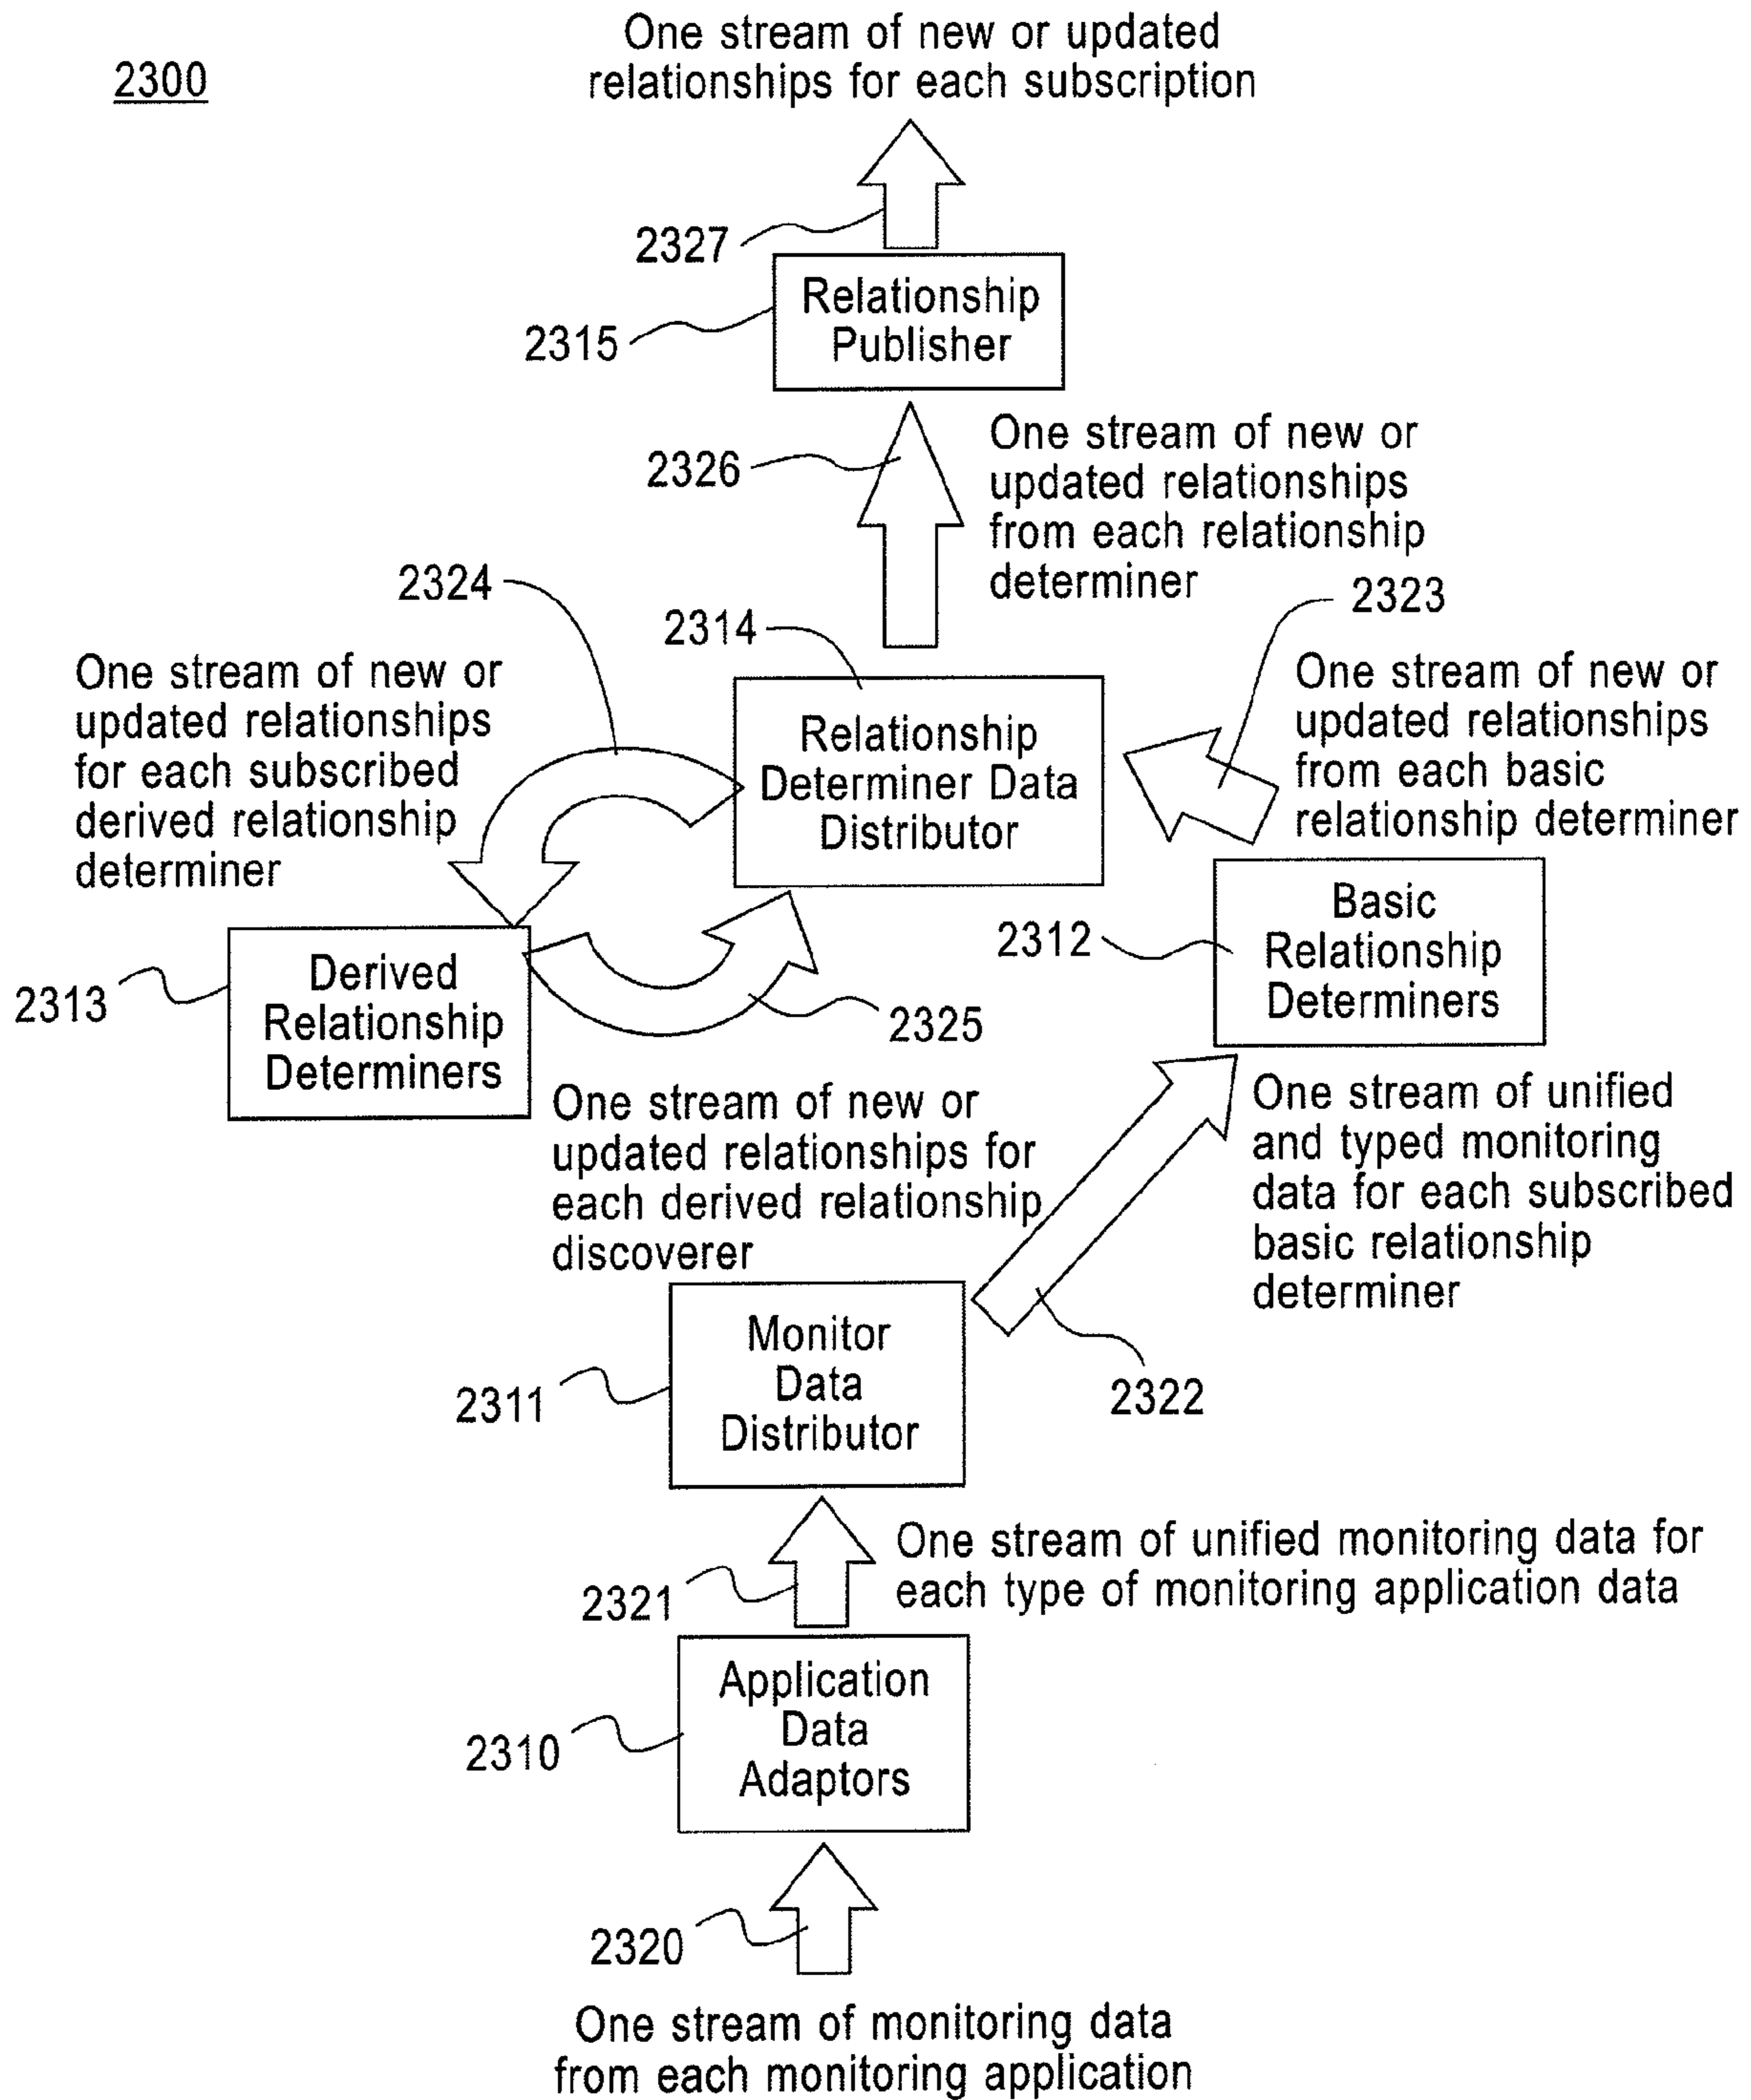 2300
One stream of new or updated
relationships for each subscription
2327
Relationship
Publisher
2315
2326
One stream of new or
updated relationships
from each relationship
determiner
2324
2314
2323
One stream of new or
updated relationships
for each subscribed
derived relationship
determiner
Relationship
Determiner Data
Distributor
One stream of new or
updated relationships
from each basic
relationship determiner
2313
Derived
Relationship
Determiners
2325
2312
Basic
Relationship
Determiners
One stream of new or
updated relationships for
each derived relationship
discoverer
One stream of unified
and typed monitoring
data for each subscribed
basic relationship
determiner
2311
Monitor
Data
Distributor
2322
2321
One stream of unified monitoring data for
each type of monitoring application data
2310
Application
Data
Adaptors
2320
One stream of monitoring data
from each monitoring application